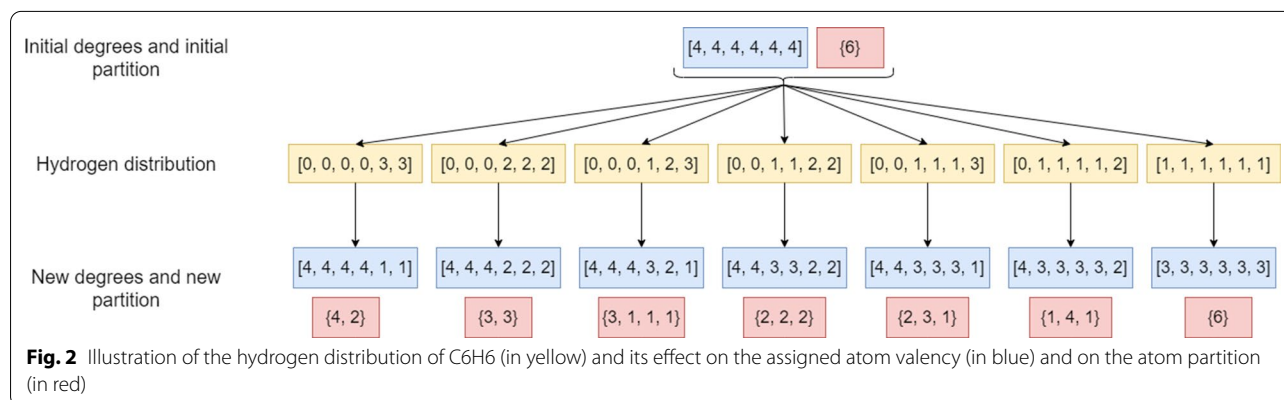 Initial degrees and initial
partition
[4, 4, 4, 4, 4, 4]
{6}
Hydrogen distribution
[0, 0, 0, 0, 3, 3]
[0, 0, 0, 2, 2, 2]
[0, 0, 0, 1, 2, 3]
[0, 0, 1, 1, 2, 2]
[0, 0, 1, 1, 1, 3]
[0, 1, 1, 1, 1, 2]
[1, 1, 1, 1, 1, 1]
New degrees and new
partition
[4, 4, 4, 4, 1, 1]
[4, 4, 4, 2, 2, 2]
[4, 4, 4, 3, 2, 1]
[4, 4, 3, 3, 2, 2]
[4, 4, 3, 3, 3, 1]
[4, 3, 3, 3, 3, 2]
[3, 3, 3, 3, 3, 3]
{4, 2}
{3, 3}
{3, 1, 1, 1}
{2, 2, 2}
{2, 3, 1}
{1, 4, 1}
{6}
Fig. 2 Illustration of the hydrogen distribution of C6H6 (in yellow) and its effect on the assigned atom valency (in blue) and on the atom partition
(in red)